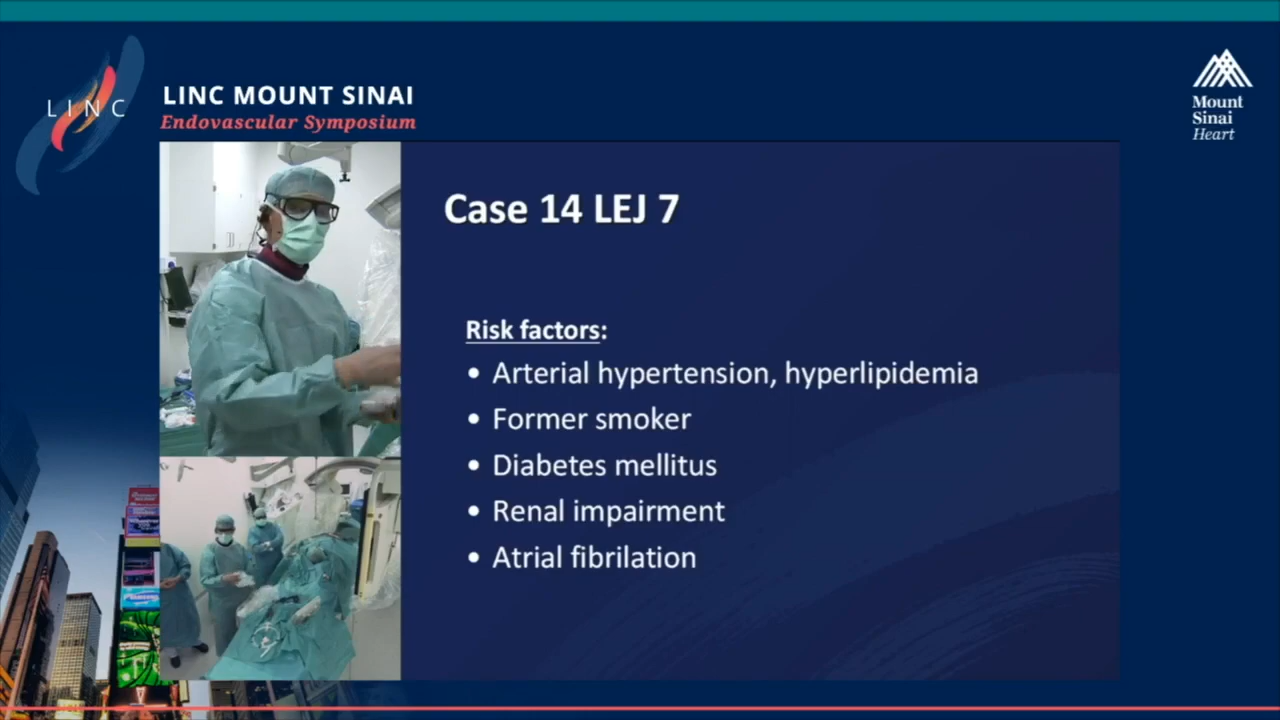 LINC
LINC MOUNT SINAI
Endovascular Symposium
Mount
Sinai
Heart
Case 14 LEJ 7
Risk factors:
• Arterial hypertension, hyperlipidemia
• Former smoker
• Diabetes mellitus
• Renal impairment
• Atrial fibrilation